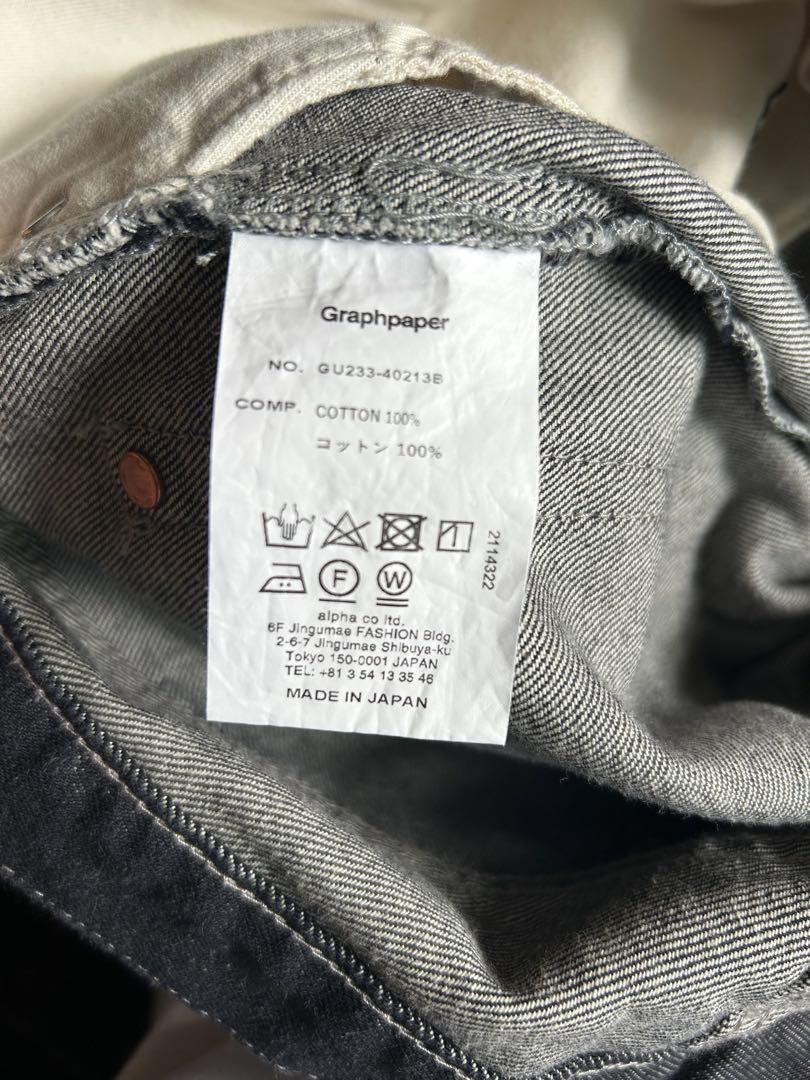 Graphpaper
NO. GU233-40213B
COMP. COTTON 100%
コットン 100%
2114322
F W
alpha co ltd.
6F Jingumae FASHION Bldg.
2-6-7 Jingumae Shibuya-ku
Tokyo 150-0001 JAPAN
TEL: +81 3 54 13 35 46
MADE IN JAPAN